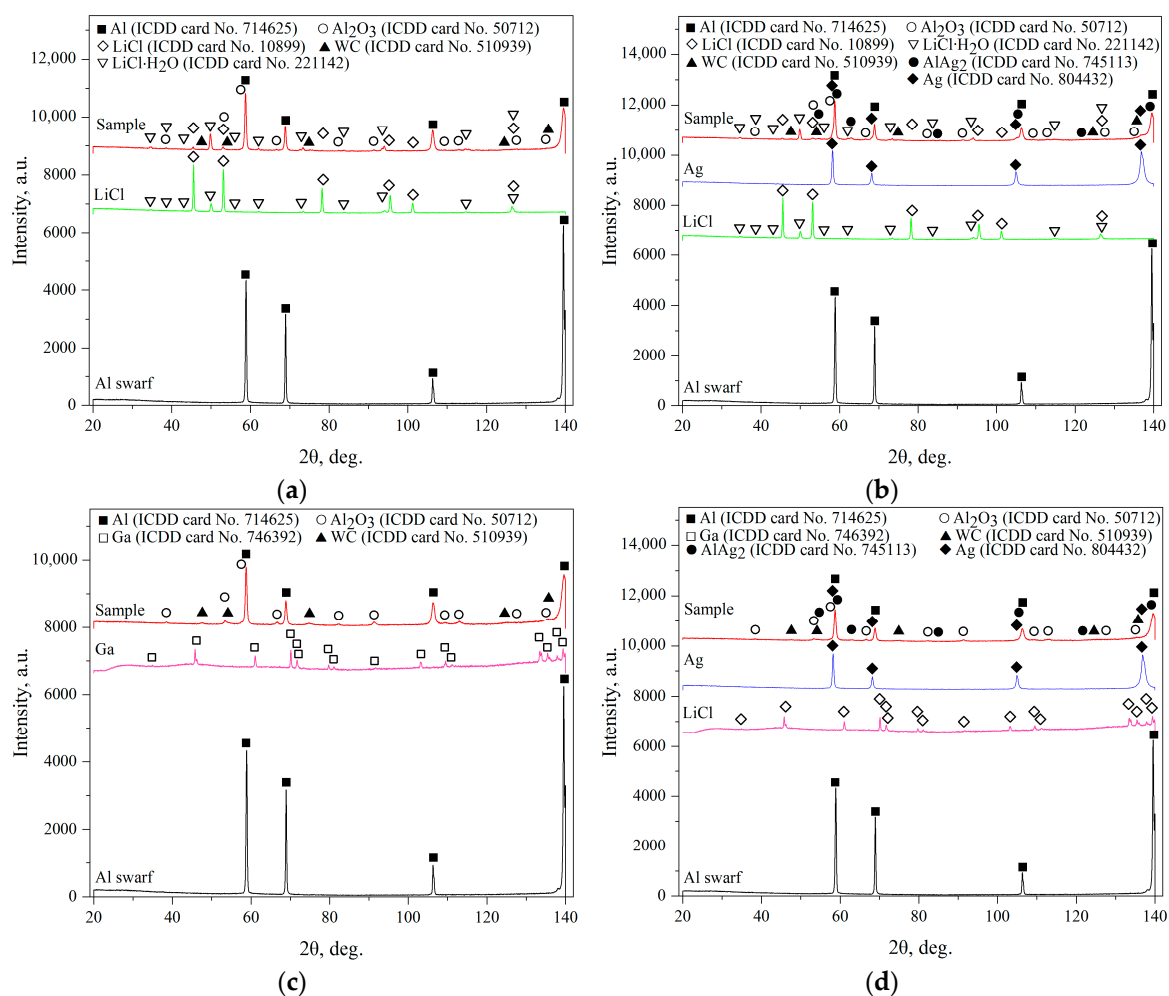 ■ Al (ICDD card No. 714625) ○ Al2O3 (ICDD card No. 50712)
◇ LiCl (ICDD card No. 10899) ▲ WC (ICDD card No. 510939)
▽ LiCl·H2O (ICDD card No. 221142)
12,000
10,000
8000
6000
4000
2000
0
Intensity, a.u.
Sample
LiCl
Al swarf
20 40 60 80 100 120 140
2θ, deg.
(a)
■ Al (ICDD card No. 714625) ○ Al2O3 (ICDD card No. 50712)
◇ LiCl (ICDD card No. 10899) ▽ LiCl·H2O (ICDD card No. 221142)
▲ WC (ICDD card No. 510939) ● AlAg2 (ICDD card No. 745113)
◆ Ag (ICDD card No. 804432)
14,000
12,000
10,000
8000
6000
4000
2000
0
Intensity, a.u.
Sample
Ag
LiCl
Al swarf
20 40 60 80 100 120 140
2θ, deg.
(b)
■ Al (ICDD card No. 714625) ○ Al2O3 (ICDD card No. 50712)
□ Ga (ICDD card No. 746392) ▲ WC (ICDD card No. 510939)
10,000
8000
6000
4000
2000
0
Intensity, a.u.
Sample
Ga
Al swarf
20 40 60 80 100 120 140
2θ, deg.
(c)
■ Al (ICDD card No. 714625) ○ Al2O3 (ICDD card No. 50712)
□ Ga (ICDD card No. 746392) ▲ WC (ICDD card No. 510939)
● AlAg2 (ICDD card No. 745113) ◆ Ag (ICDD card No. 804432)
14,000
12,000
10,000
8000
6000
4000
2000
0
Intensity, a.u.
Sample
Ag
LiCl
Al swarf
20 40 60 80 100 120 140
2θ, deg.
(d)